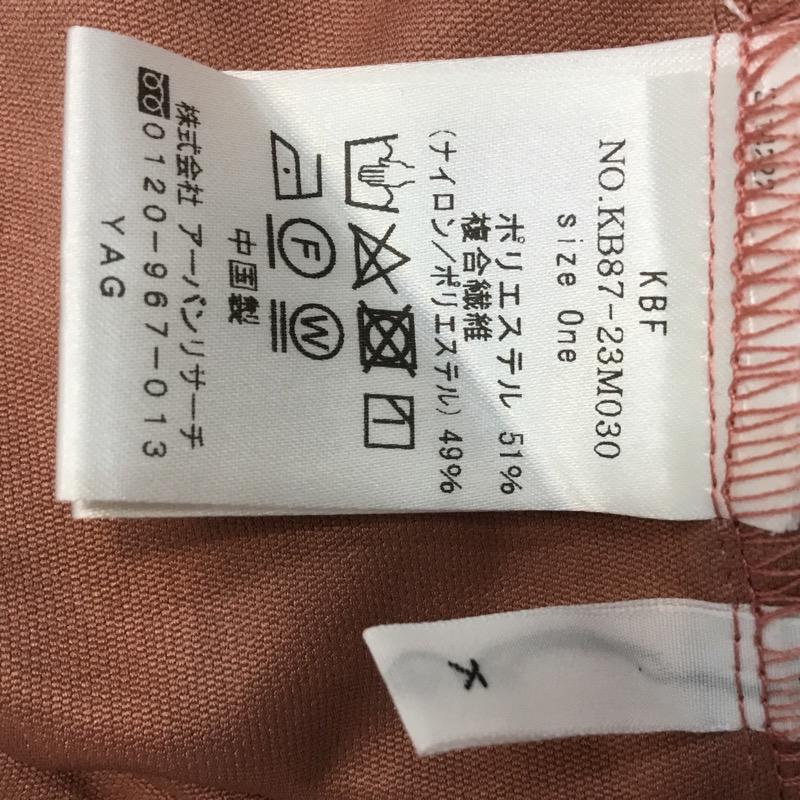 KBF
NO.KB87-23M030
size One
ポリエステル 51%
複合繊維
(ナイロン/ポリエステル) 49%
F
W
中国製
株式会社 アーバンリサーチ
0120-967-013
YAG